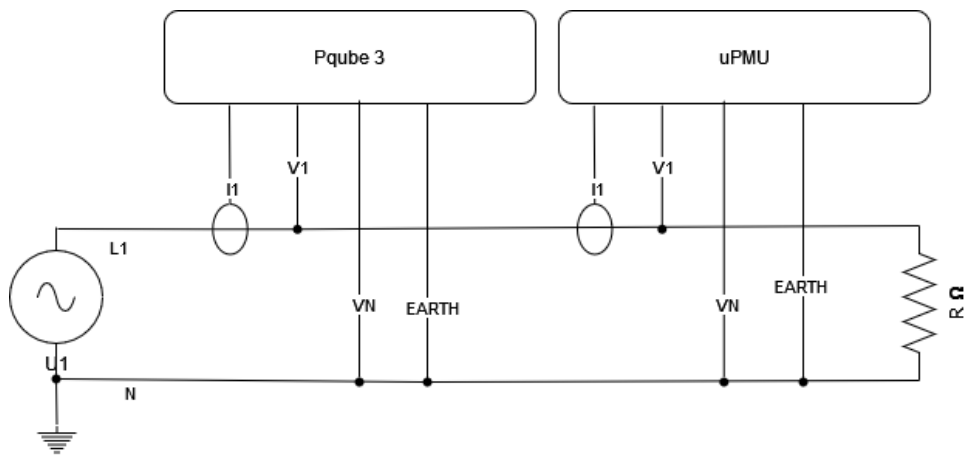 Pqube 3
uPMU
V1
V1
I1
I1
L1
VN
EARTH
VN
EARTH
R Ω
U1
N